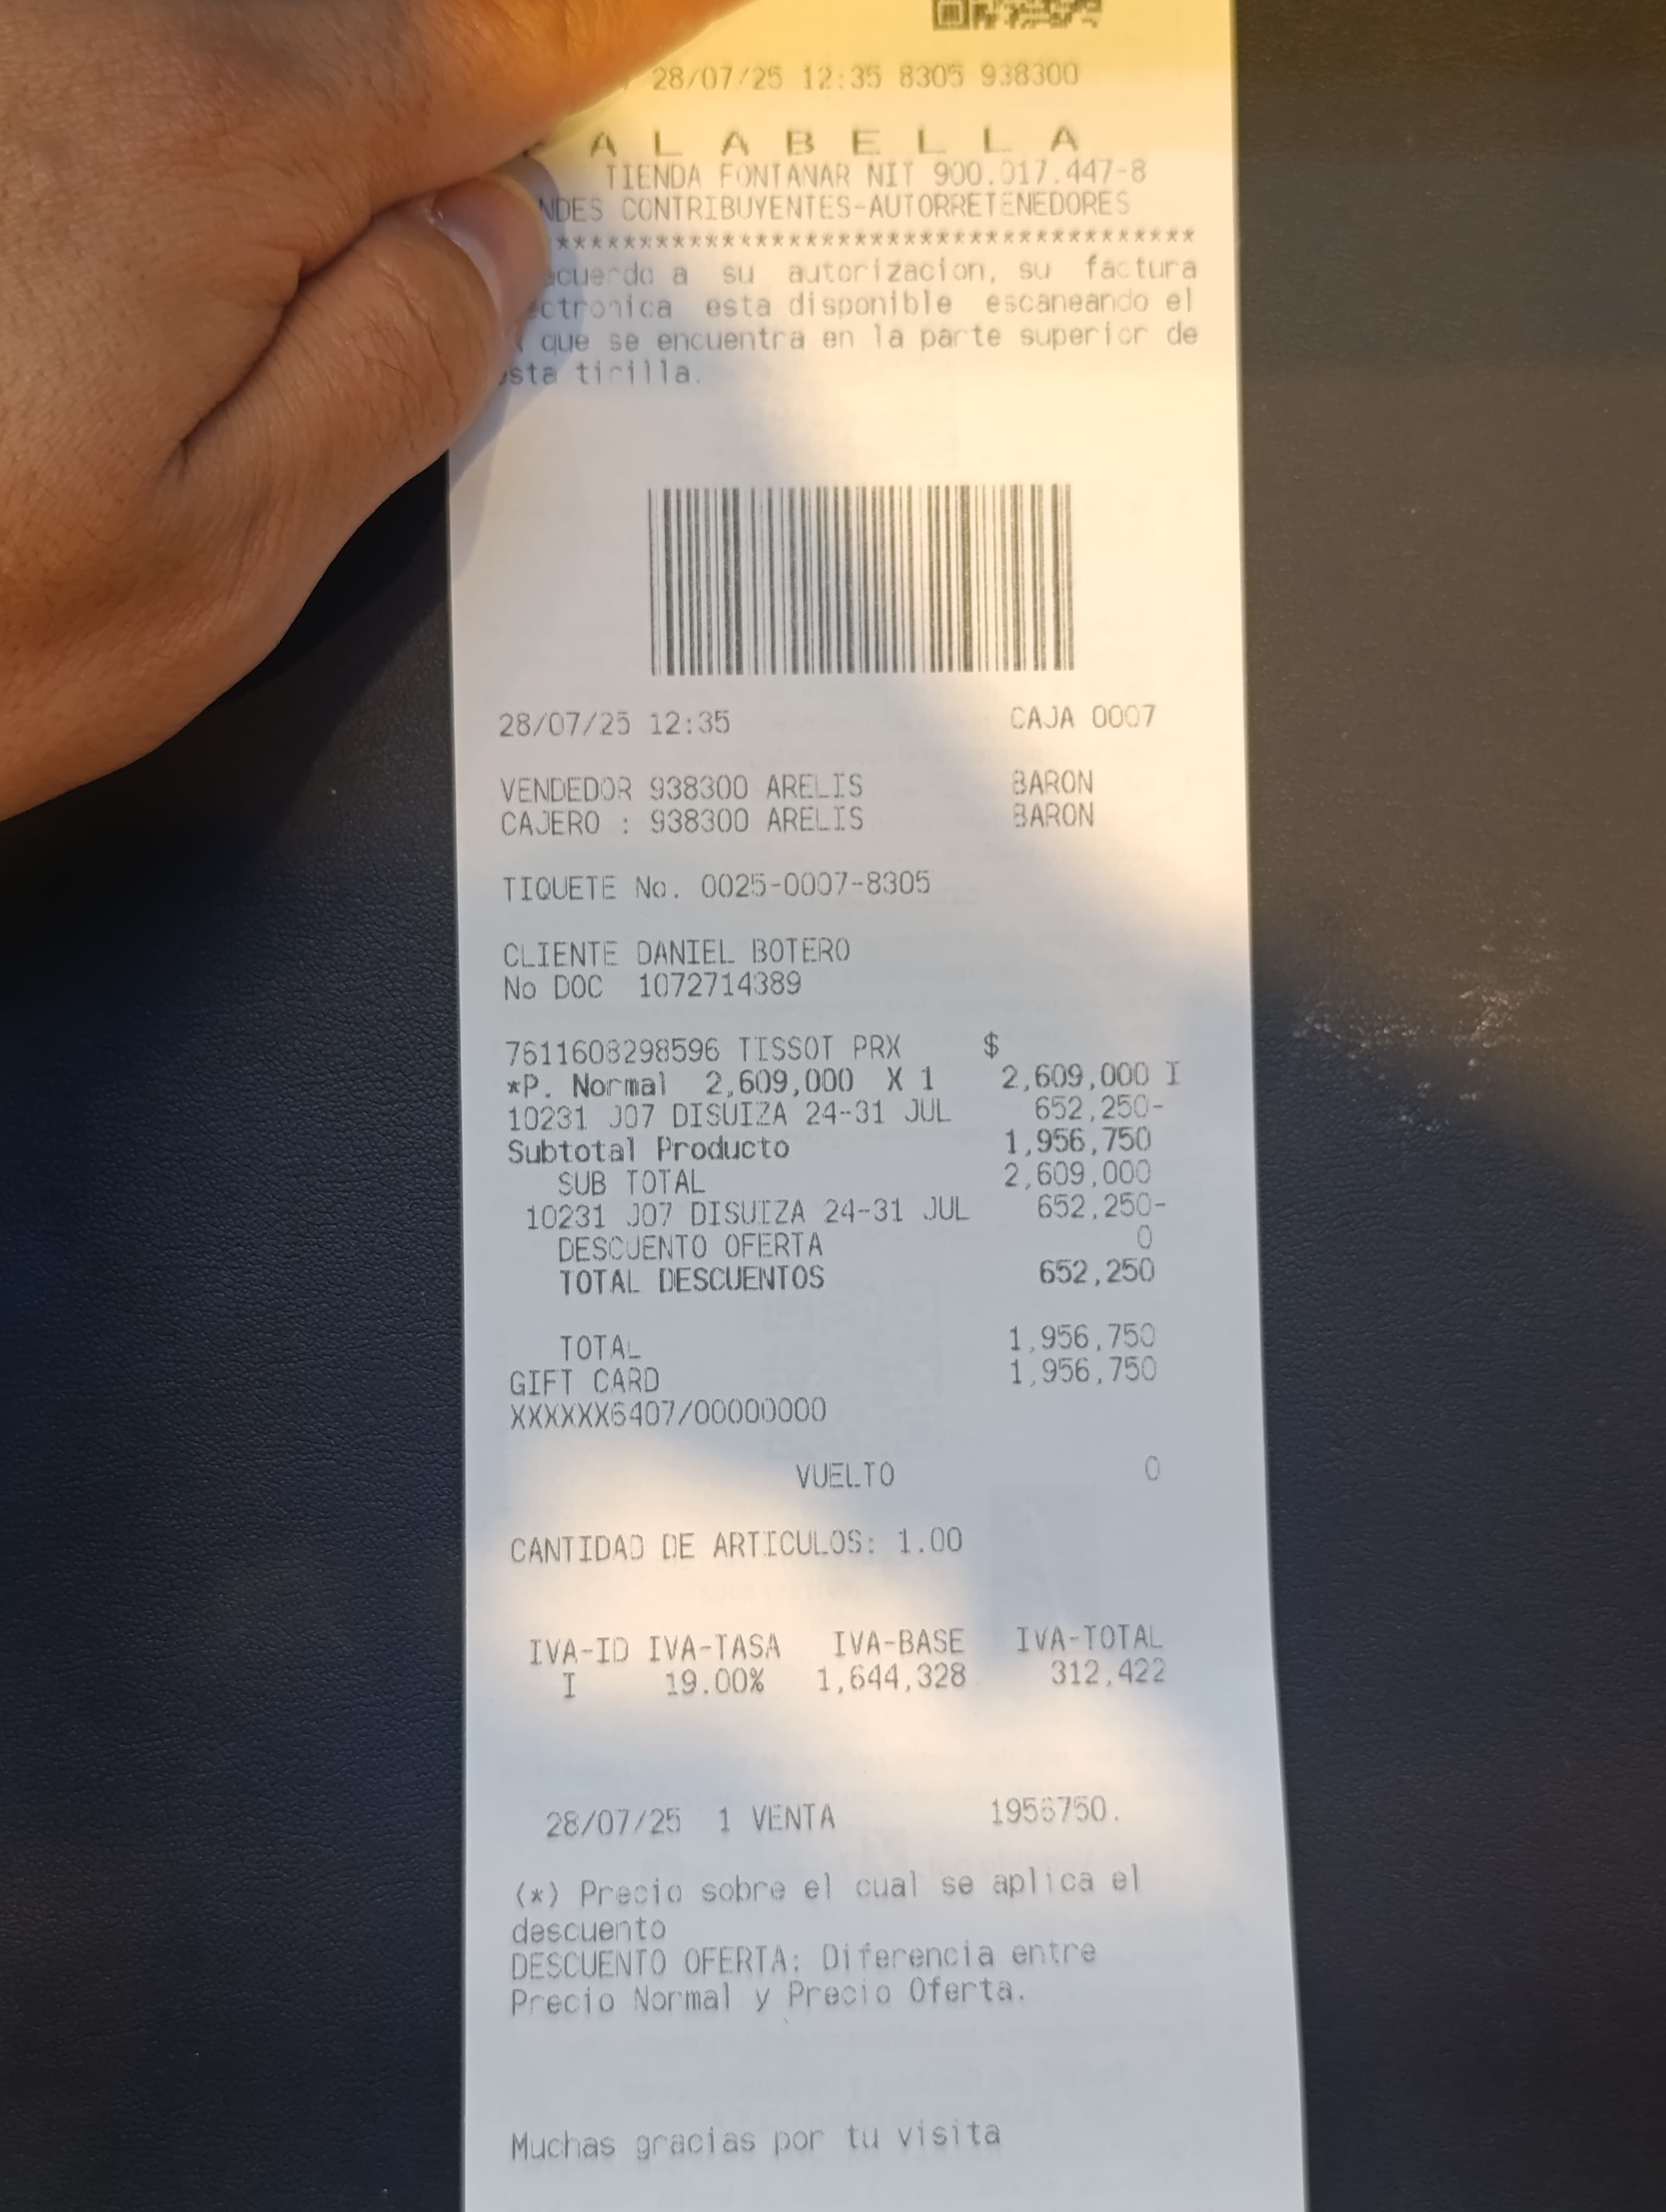 28/07/25 12:35 8305 938300
ALABELLA
TIENDA FONTANAR NIT 900.017.447-8
NDES CONTRIBUYENTES-AUTORRETENEDORES
***************************************
cuerdo a su autorizacion, su factura
ectronica esta disponible escaneando el
que se encuentra en la parte superior de
sta tirilla.
28/07/25 12:35 CAJA 0007
VENDEDOR 938300 ARELIS BARON
CAJERO : 938300 ARELIS BARON
TIQUETE No. 0025-0007-8305
CLIENTE DANIEL BOTERO
No DOC 1072714389
7611608298596 TISSOT PRX $
*P. Normal 2,609,000 X 1 2,609,000 I
10231 J07 DISUIZA 24-31 JUL 652,250-
Subtotal Producto 1,956,750
SUB TOTAL 2,609,000
10231 J07 DISUIZA 24-31 JUL 652,250-
DESCUENTO OFERTA 0
TOTAL DESCUENTOS 652,250
TOTAL 1,956,750
GIFT CARD 1,956,750
XXXXXX6407/00000000
VUELTO 0
CANTIDAD DE ARTICULOS: 1.00
IVA-ID IVA-TASA IVA-BASE IVA-TOTAL
I 19.00% 1,644,328 312,422
28/07/25 1 VENTA 1956750.
(*) Precio sobre el cual se aplica el
descuento
DESCUENTO OFERTA: Diferencia entre
Precio Normal y Precio Oferta.
Muchas gracias por tu visita